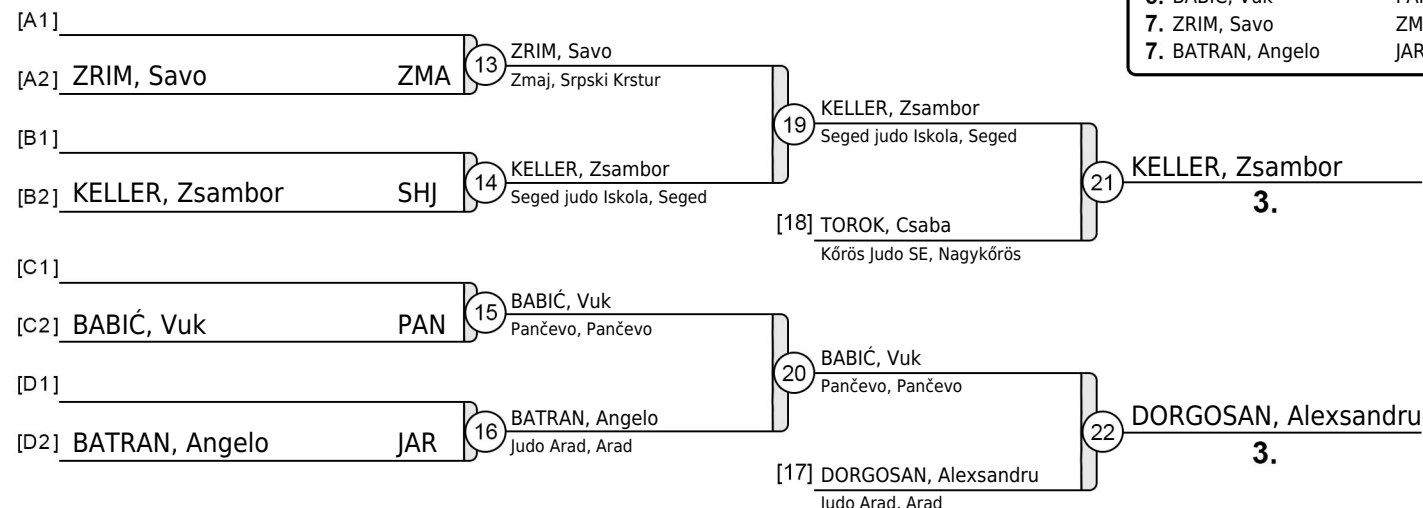 [A1]
[A2] ZRIM, Savo ZMA
13
ZRIM, Savo
Zmaj, Srpski Krstur
[B1]
[B2] KELLER, Zsambor SHJ
14
KELLER, Zsambor
Seged judo Iskola, Seged
19
KELLER, Zsambor
Seged judo Iskola, Seged
[18] TOROK, Csaba
Kőrös Judo SE, Nagykőrös
21
KELLER, Zsambor
3.
[C1]
[C2] BABIĆ, Vuk PAN
15
BABIĆ, Vuk
Pančevo, Pančevo
[D1]
[D2] BATRAN, Angelo JAR
16
BATRAN, Angelo
Judo Arad, Arad
20
BABIĆ, Vuk
Pančevo, Pančevo
[17] DORGOSAN, Alexsandru
Judo Arad, Arad
22
DORGOSAN, Alexsandru
3.
BABIĆ, Vuk
7. ZRIM, Savo ZM
7. BATRAN, Angelo JAR